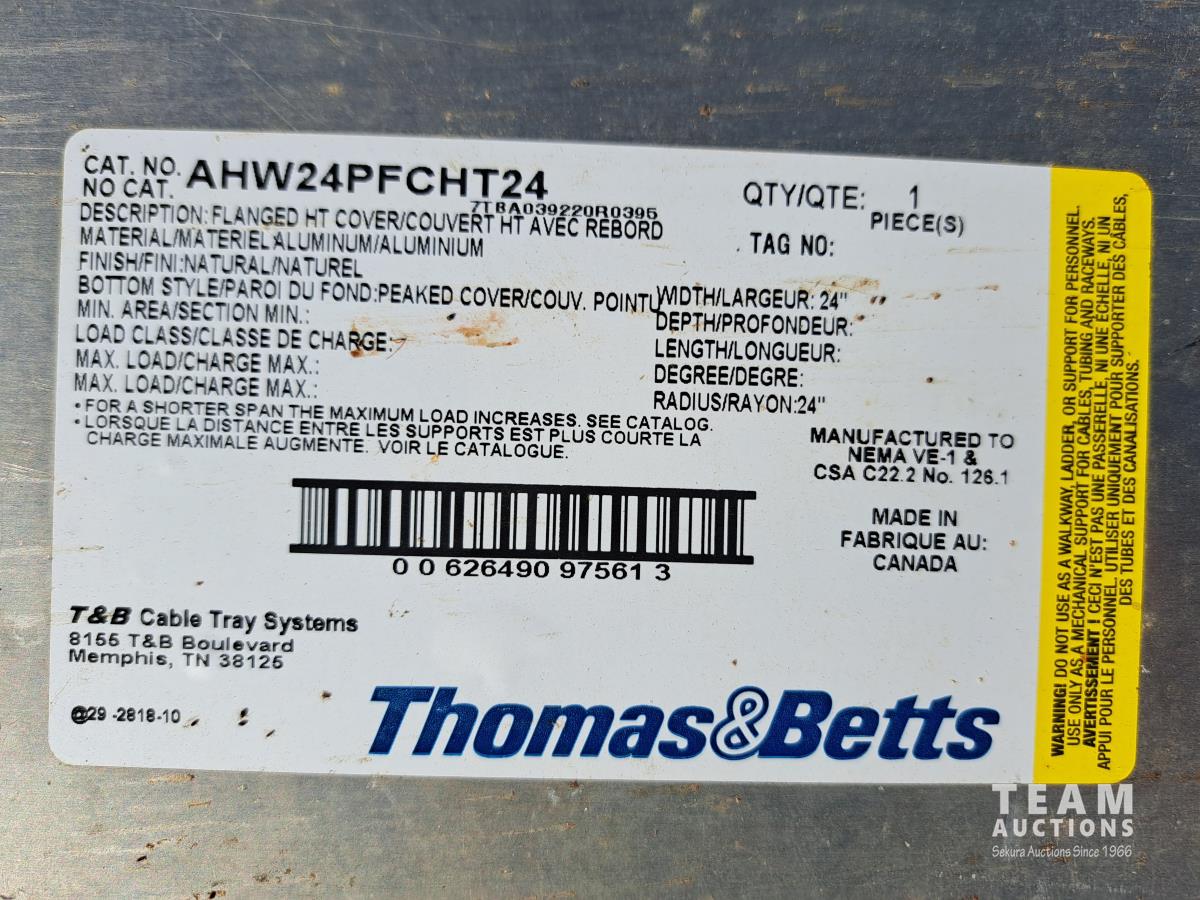 CAT. NO. AHW24PFCHT24
NO CAT.
7TBA039220R0395
DESCRIPTION:FLANGED HT COVER/COUVERT HT AVEC REBORD
MATERIAL/MATERIEL:ALUMINUM/ALUMINIUM
FINISH/FINI:NATURAL/NATUREL
BOTTOM STYLE/PAROI DU FOND:PEAKED COVER/COUV. POINTU
MIN. AREA/SECTION MIN.:
LOAD CLASS/CLASSE DE CHARGE:
MAX. LOAD/CHARGE MAX.:
MAX. LOAD/CHARGE MAX.:
• FOR A SHORTER SPAN THE MAXIMUM LOAD INCREASES. SEE CATALOG.
• LORSQUE LA DISTANCE ENTRE LES SUPPORTS EST PLUS COURTE LA
CHARGE MAXIMALE AUGMENTE. VOIR LE CATALOGUE.
QTY/QTE: 1
PIECE(S)
TAG NO:
WIDTH/LARGEUR: 24"
DEPTH/PROFONDEUR:
LENGTH/LONGUEUR:
DEGREE/DEGRE:
RADIUS/RAYON:24"
MANUFACTURED TO
NEMA VE-1 &
CSA C22.2 No. 126.1
MADE IN
FABRIQUE AU:
CANADA
0 0 626490 97561 3
T&B Cable Tray Systems
8155 T&B Boulevard
Memphis, TN 38125
@29 -2818-10
Thomas&Betts
WARNING! DO NOT USE AS A WALKWAY, LADDER, OR SUPPORT FOR PERSONNEL.
USE ONLY AS A MECHANICAL SUPPORT FOR CABLES, TUBING AND RACEWAYS.
AVERTISSEMENT ! CECI N'EST PAS UNE PASSERELLE, NI UNE ÉCHELLE, NI UN
APPUI POUR LE PERSONNEL. UTILISER UNIQUEMENT POUR SUPPORTER DES CÂBLES,
DES TUBES ET DES CANALISATIONS.
TEAM
AUCTIONS
Sekura Auctions Since 1966